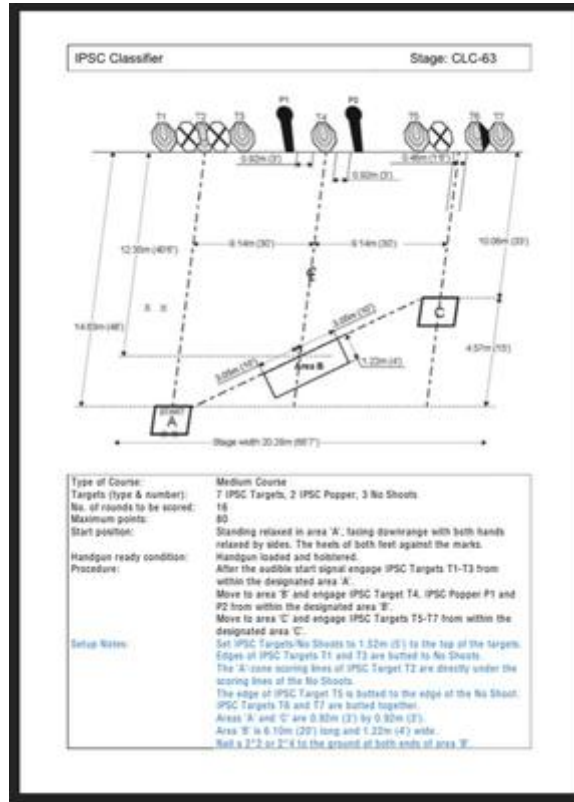 IPSC Classifier Stage: CLC-63
P1 P2
T1 T2 T3 T4 T5 T6 T7
0.92m (3') 0.46m (1'6")
0.92m (3')
12.35m (40'6") 9.14m (30') 9.14m (30') 10.06m (33')
14.63m (48') 3.05m (10') C
3.05m (10') Area B 1.22m (4') 4.57m (15')
START
A
Stage width 20.29m (66'7")
Type of Course: Medium Course
Targets (type & number): 7 IPSC Targets, 2 IPSC Popper, 3 No Shoots
No. of rounds to be scored: 16
Maximum points: 80
Start position: Standing relaxed in area 'A', facing downrange with both hands
relaxed by sides. The heels of both feet against the marks.
Handgun ready condition: Handgun loaded and holstered.
Procedure: After the audible start signal engage IPSC Targets T1-T3 from
within the designated area 'A'.
Move to area 'B' and engage IPSC Target T4, IPSC Popper P1 and
P2 from within the designated area 'B'.
Move to area 'C' and engage IPSC Targets T5-T7 from within the
designated area 'C'.
Setup Notes: Set IPSC Targets/No Shoots to 1.52m (5') to the top of the targets.
Edges of IPSC Targets T1 and T3 are butted to No Shoots.
The 'A'-zone scoring lines of IPSC Target T2 are directly under the
scoring lines of the No Shoots.
The edge of IPSC Target T5 is butted to the edge of the No Shoot.
IPSC Targets T6 and T7 are butted together.
Areas 'A' and 'C' are 0.92m (3') by 0.92m (3').
Area 'B' is 6.10m (20') long and 1.22m (4') wide.
Nail a 2"2 or 2"4 to the ground at both ends of area 'B'.